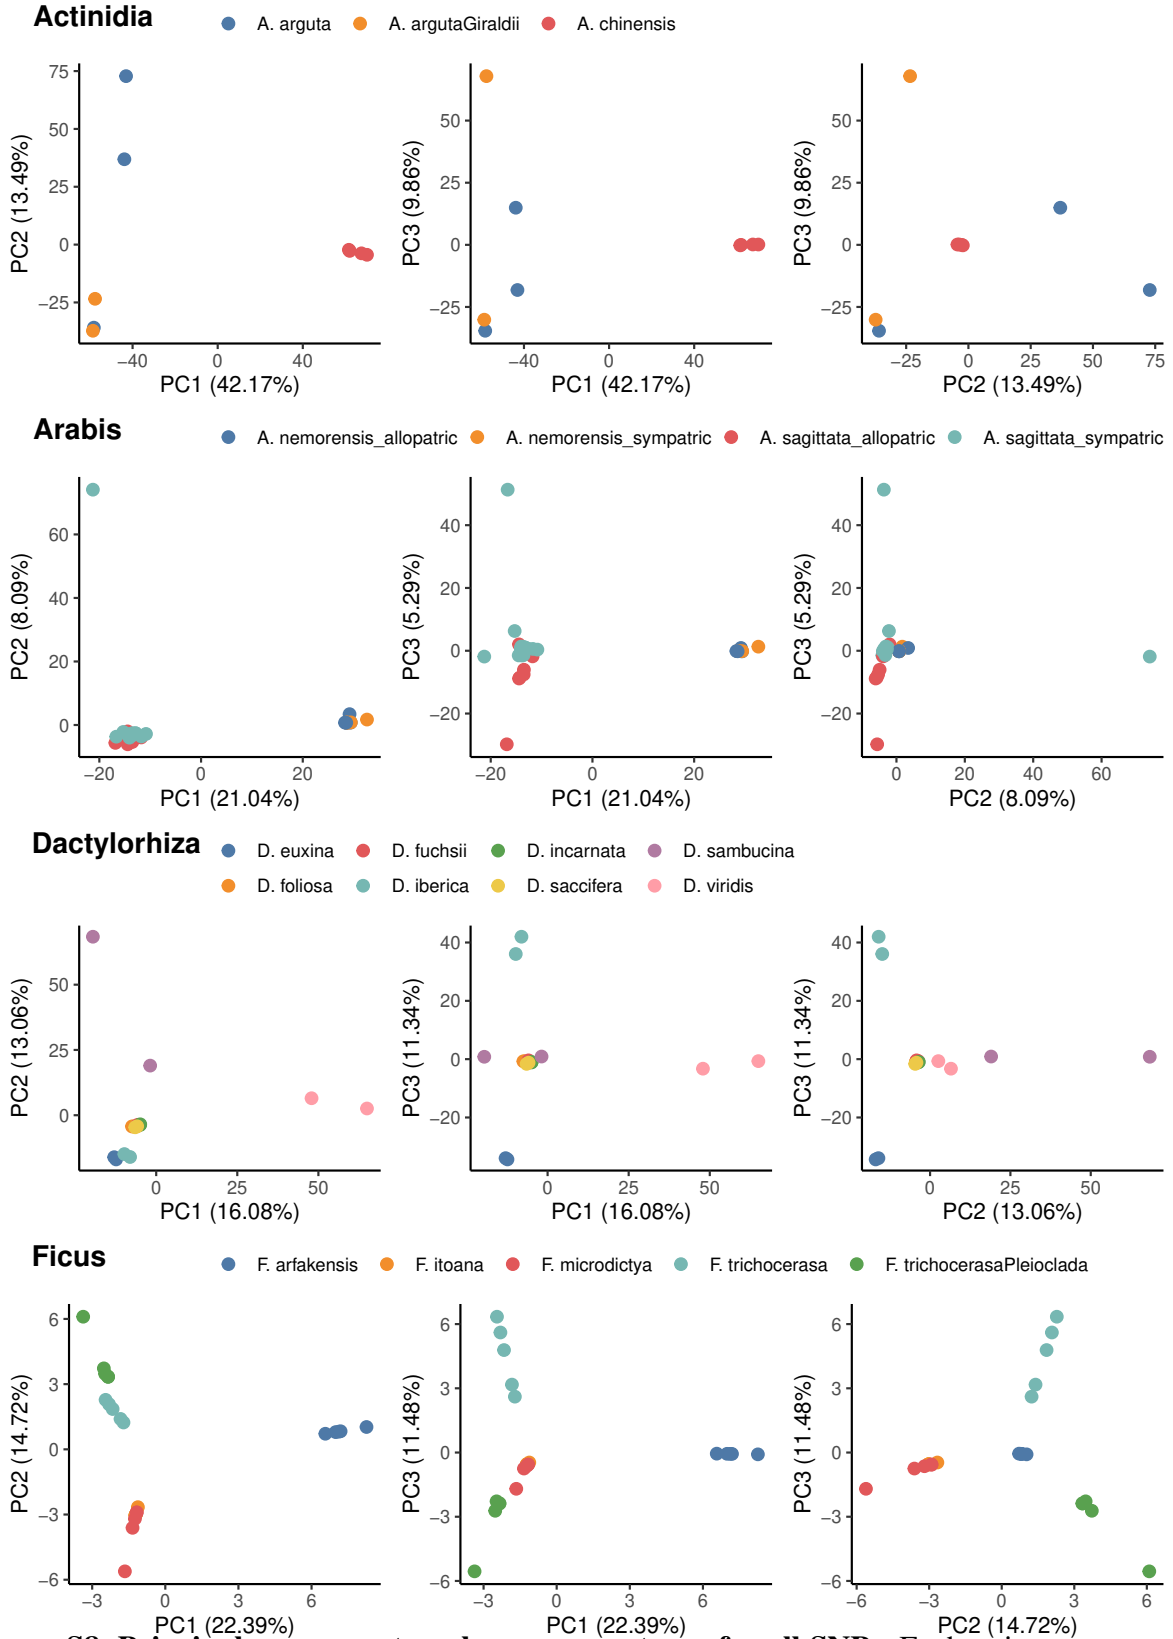 Actinidia
A. arguta A. argutaGiraldii A. chinensis
75
50
25
0
−25
PC2 (13.49%)
−40 0 40
PC1 (42.17%)
50
25
0
−25
PC3 (9.86%)
−40 0 40
PC1 (42.17%)
50
25
0
−25
PC3 (9.86%)
−25 0 25 50 75
PC2 (13.49%)
Arabis
A. nemorensis_allopatric A. nemorensis_sympatric A. sagittata_allopatric A. sagittata_sympatric
60
40
20
0
PC2 (8.09%)
−20 0 20
PC1 (21.04%)
40
20
0
−20
PC3 (5.29%)
−20 0 20
PC1 (21.04%)
40
20
0
−20
PC3 (5.29%)
0 20 40 60
PC2 (8.09%)
Dactylorhiza
D. euxina D. fuchsii D. incarnata D. sambucina
D. foliosa D. iberica D. saccifera D. viridis
50
25
0
PC2 (13.06%)
0 25 50
PC1 (16.08%)
40
20
0
−20
PC3 (11.34%)
0 25 50
PC1 (16.08%)
40
20
0
−20
PC3 (11.34%)
0 25 50
PC2 (13.06%)
Ficus
F. arfakensis F. itoana F. microdictya F. trichocerasa F. trichocerasaPleioclada
6
3
0
−3
−6
PC2 (14.72%)
−3 0 3 6
PC1 (22.39%)
6
3
0
−3
−6
PC3 (11.48%)
−3 0 3 6
PC1 (22.39%)
6
3
0
−3
−6
PC3 (11.48%)
−6 −3 0 3 6
PC2 (14.72%)